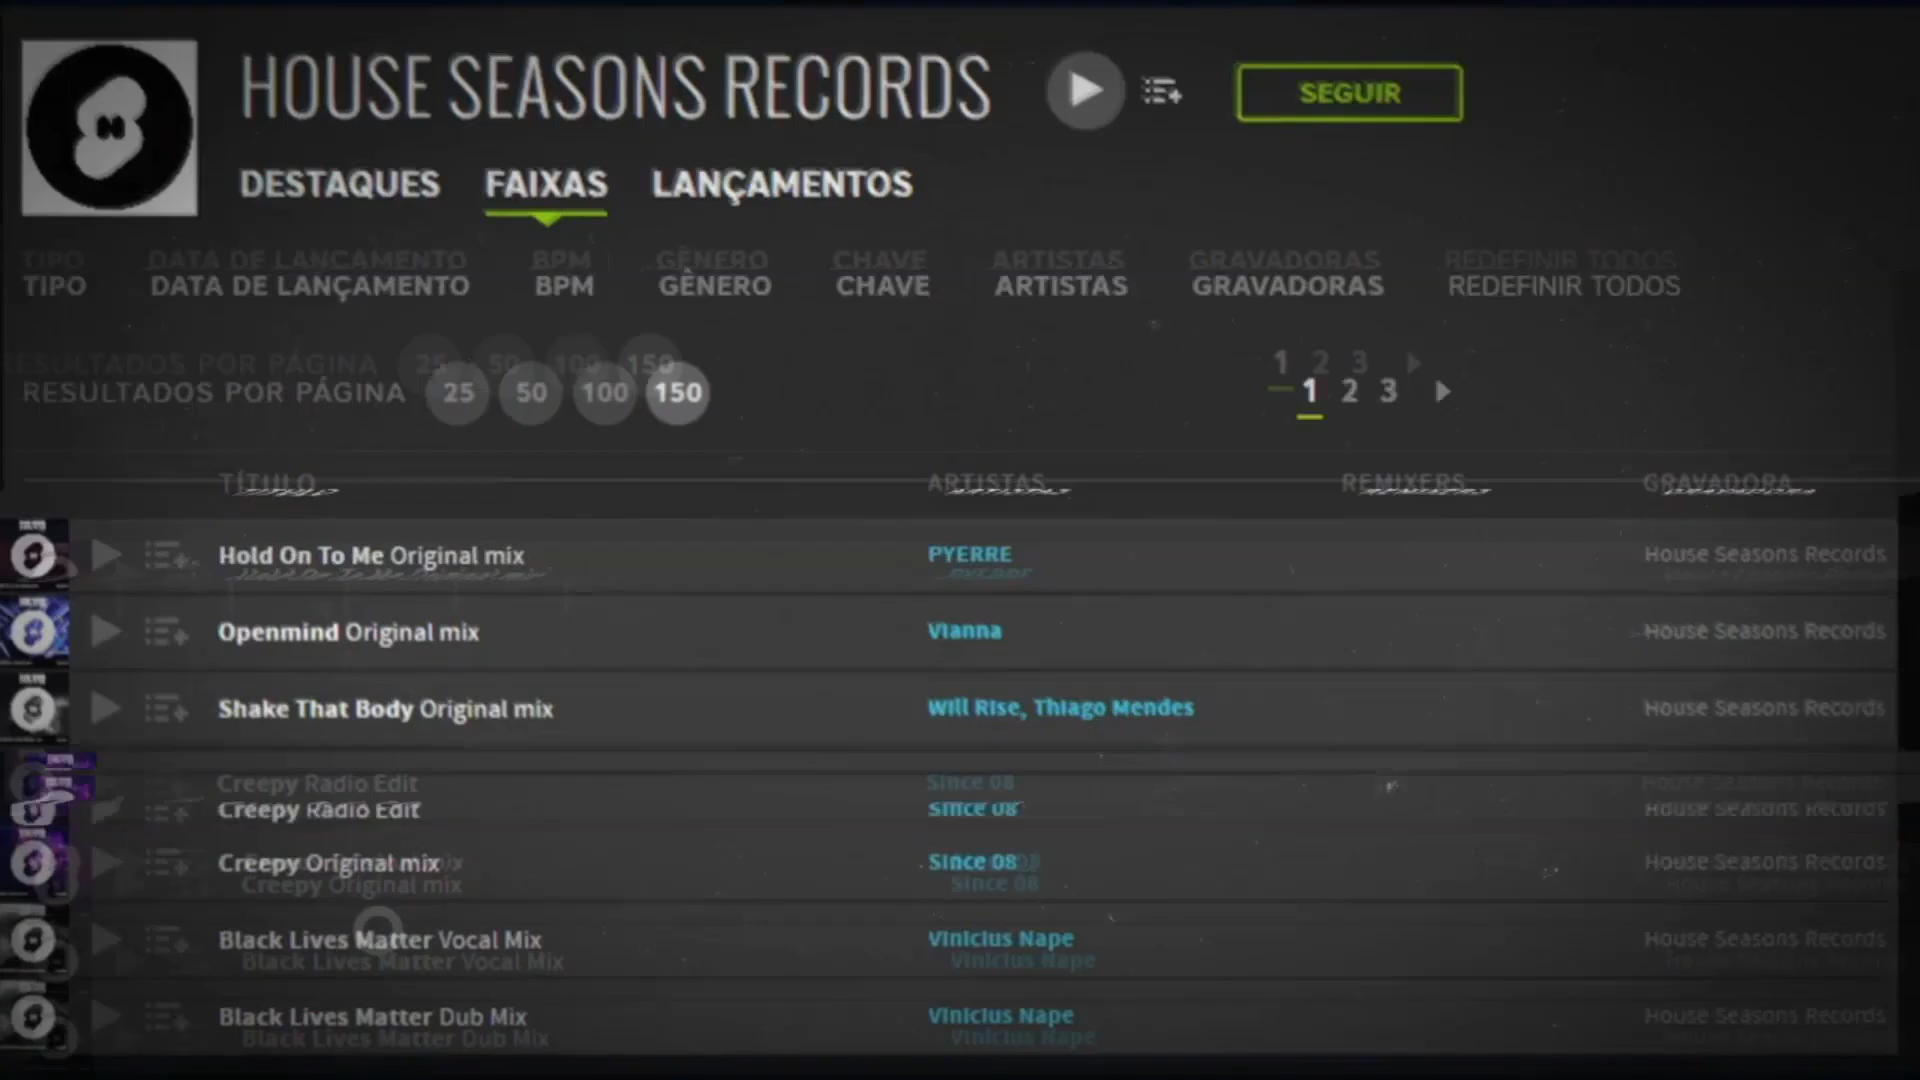 HOUSE SEASONS RECORDS
SEGUIR
DESTAQUES FAIXAS LANÇAMENTOS
TIPO DATA DE LANÇAMENTO BPM GÊNERO CHAVE ARTISTAS GRAVADORAS REDEFINIR TODOS
RESULTADOS POR PÁGINA 25 50 100 150 1 2 3
TÍTULO ARTISTAS REMIXERS GRAVADORA
Hold On To Me Original mix PYERRE House Seasons Records
Openmind Original mix Vianna House Seasons Records
Shake That Body Original mix Will Rise, Thiago Mendes House Seasons Records
Creepy Radio Edit Since 08 House Seasons Records
Creepy Original mix Since 08 House Seasons Records
Black Lives Matter Vocal Mix Vinicius Nape House Seasons Records
Black Lives Matter Dub Mix Vinicius Nape House Seasons Records